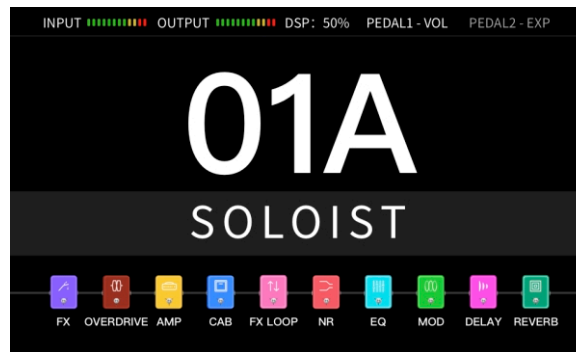 INPUT OUTPUT DSP: 50% PEDAL1 - VOL PEDAL2 - EXP
01A
SOLOIST
FX OVERDRIVE AMP CAB FX LOOP NR EQ MOD DELAY REVERB